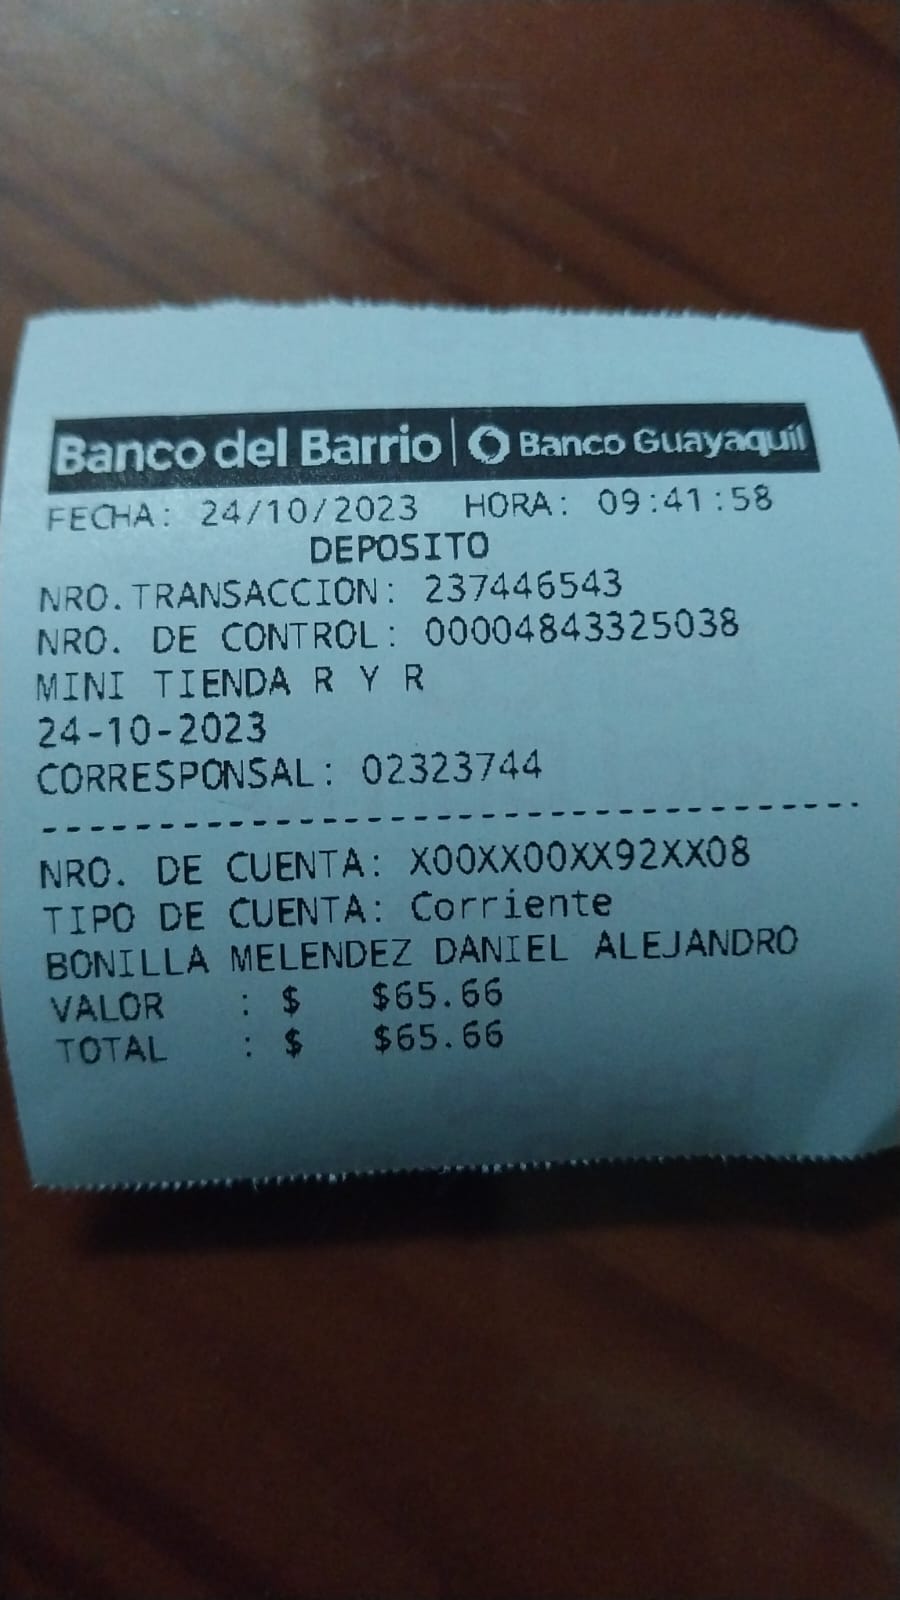 Banco del Barrio | Banco Guayaquil
FECHA: 24/10/2023 HORA: 09:41:58
DEPOSITO
NRO.TRANSACCION: 237446543
NRO. DE CONTROL: 00004843325038
MINI TIENDA R Y R
24-10-2023
CORRESPONSAL: 02323744
------------------------------------
NRO. DE CUENTA: X00XX00XX92XX08
TIPO DE CUENTA: Corriente
BONILLA MELENDEZ DANIEL ALEJANDRO
VALOR : $ $65.66
TOTAL : $ $65.66